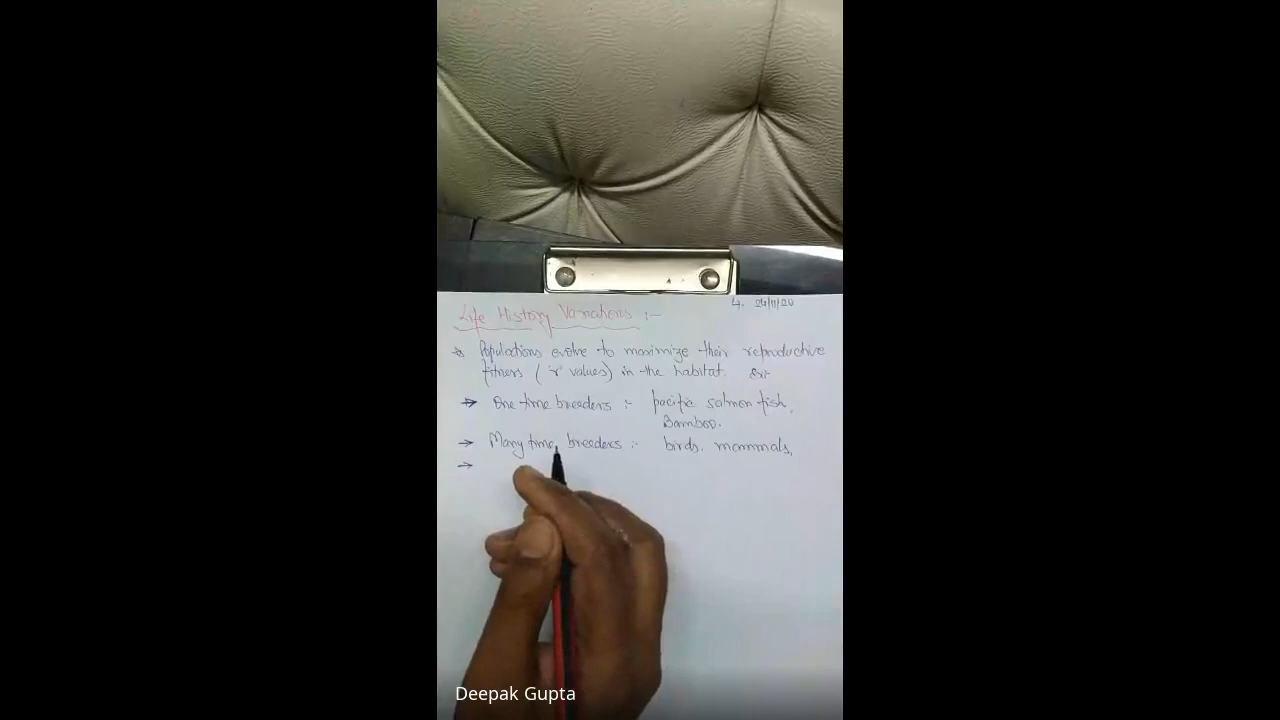 4. 24/11/20
Life History Variations :-
Populations evolve to maximize their reproductive
fitness ( 'r' values) in the habitat. Ex:-
→ One time breeders :- pacific salmon fish,
Bamboo.
→ Many time breeders :- birds. mammals,
→
Deepak Gupta